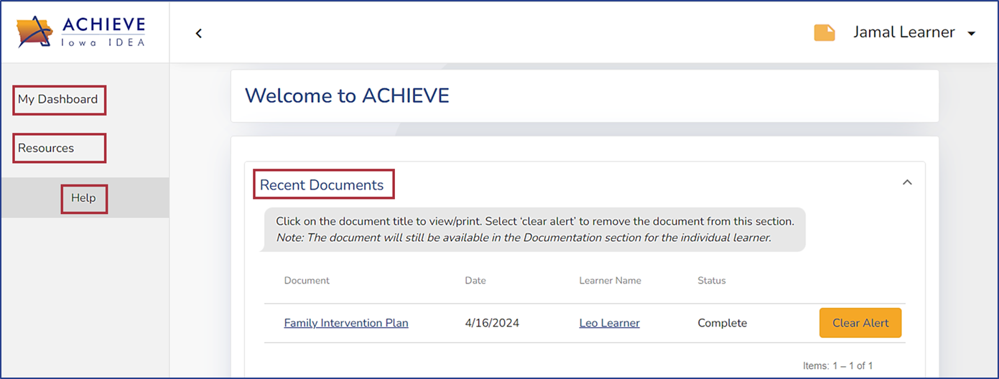 ACHIEVE
Iowa IDEA
Jamal Learner
My Dashboard
Resources
Help
Welcome to ACHIEVE
Recent Documents
Click on the document title to view/print. Select ‘clear alert’ to remove the document from this section.
Note: The document will still be available in the Documentation section for the individual learner.
Document Date Learner Name Status
Family Intervention Plan 4/16/2024 Leo Learner Complete Clear Alert
Items: 1 – 1 of 1